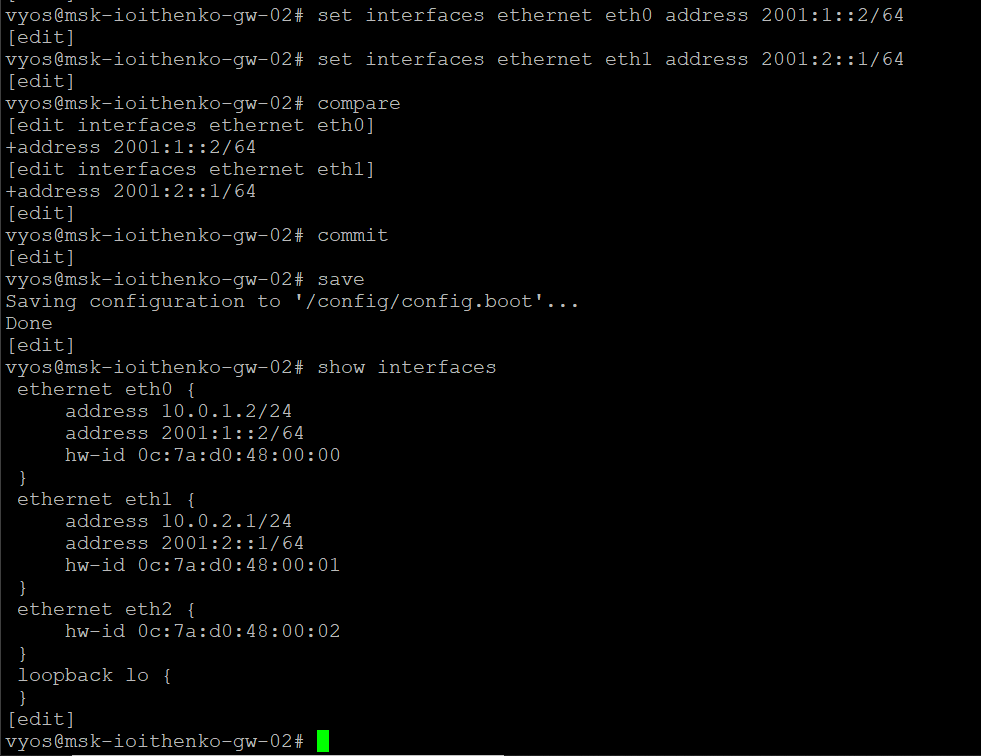 vyos@msk-ioithenko-gw-02# set interfaces ethernet eth0 address 2001:1::2/64
[edit]
vyos@msk-ioithenko-gw-02# set interfaces ethernet eth1 address 2001:2::1/64
[edit]
vyos@msk-ioithenko-gw-02# compare
[edit interfaces ethernet eth0]
+address 2001:1::2/64
[edit interfaces ethernet eth1]
+address 2001:2::1/64
[edit]
vyos@msk-ioithenko-gw-02# commit
[edit]
vyos@msk-ioithenko-gw-02# save
Saving configuration to '/config/config.boot'...
Done
[edit]
vyos@msk-ioithenko-gw-02# show interfaces
 ethernet eth0 {
     address 10.0.1.2/24
     address 2001:1::2/64
     hw-id 0c:7a:d0:48:00:00
 }
 ethernet eth1 {
     address 10.0.2.1/24
     address 2001:2::1/64
     hw-id 0c:7a:d0:48:00:01
 }
 ethernet eth2 {
     hw-id 0c:7a:d0:48:00:02
 }
 loopback lo {
 }
[edit]
vyos@msk-ioithenko-gw-02#